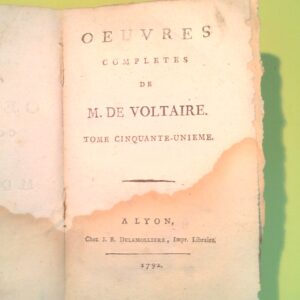 OEUVRES
COMPLETES
DE
M. DE VOLTAIRE.
TOME CINQUANTE-UNIEME.
A LYON,
Chez J. B. DELAMOLLIERE, Impr. Libraire.
1792.